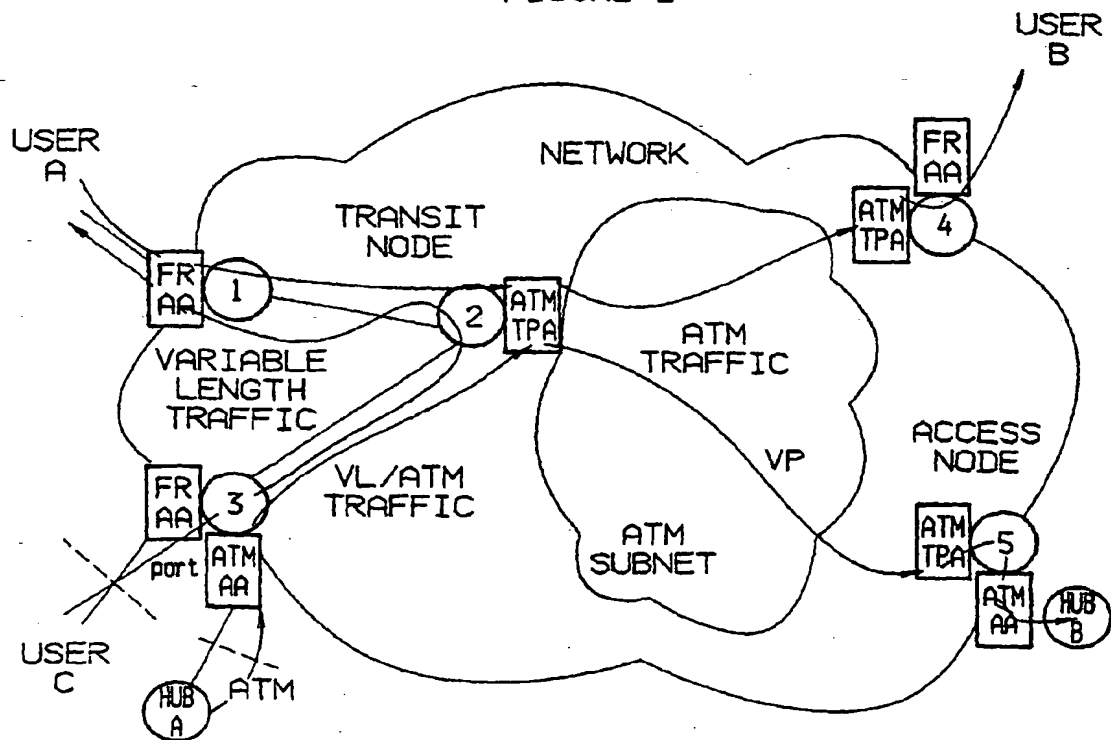 USER
B
USER
A
NETWORK
FR
AA
TRANSIT
NODE
ATM
TPA
4
FR
AA
1
2
ATM
TPA
ATM
TRAFFIC
VARIABLE
LENGTH
TRAFFIC
ACCESS
NODE
VP
FR
AA
3
VL/ATM
TRAFFIC
port
ATM
AA
ATM
SUBNET
ATM
TPA
5
ATM
AA
HUB
B
USER
C
HUB
A
ATM